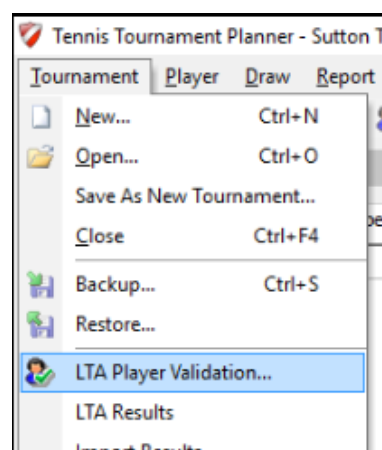 Tennis Tournament Planner - Sutton
Tournament Player Draw Report
New... Ctrl+N
Open... Ctrl+O
Save As New Tournament...
Close Ctrl+F4
Backup... Ctrl+S
Restore...
LTA Player Validation...
LTA Results